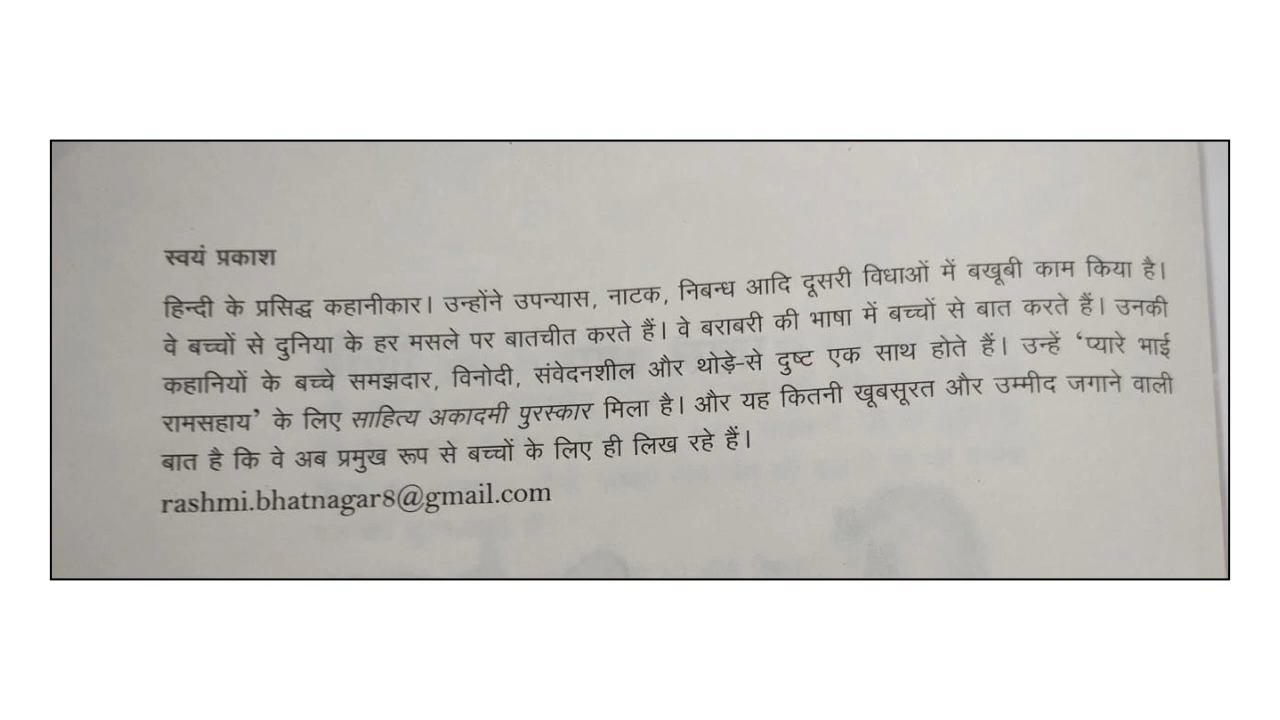 स्वयं प्रकाश
हिन्दी के प्रसिद्ध कहानीकार। उन्होंने उपन्यास, नाटक, निबन्ध आदि दूसरी विधाओं में बखूबी काम किया है।
वे बच्चों से दुनिया के हर मसले पर बातचीत करते हैं। वे बराबरी की भाषा में बच्चों से बात करते हैं। उनकी
कहानियों के बच्चे समझदार, विनोदी, संवेदनशील और थोड़े-से दुष्ट एक साथ होते हैं। उन्हें ‘प्यारे भाई
रामसहाय’ के लिए साहित्य अकादमी पुरस्कार मिला है। और यह कितनी खूबसूरत और उम्मीद जगाने वाली
बात है कि वे अब प्रमुख रूप से बच्चों के लिए ही लिख रहे हैं।
rashmi.bhatnagar8@gmail.com